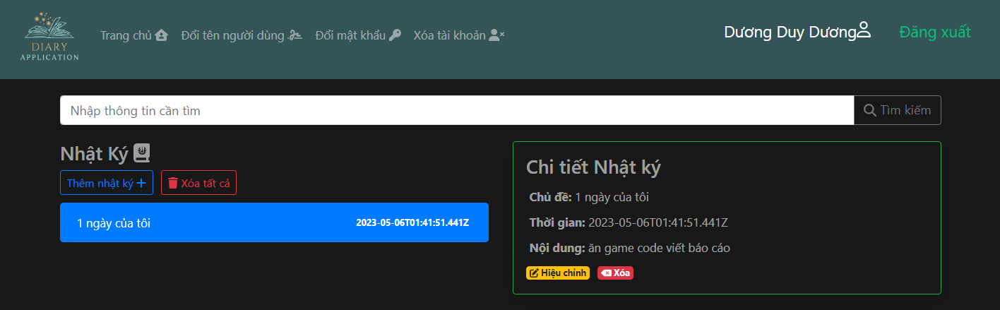 DIARY
APPLICATION
Trang chủ Đổi tên người dùng Đổi mật khẩu Xóa tài khoản
Dương Duy Dương
Đăng xuất
Nhập thông tin cần tìm
Tìm kiếm
Nhật Ký
Thêm nhật ký
Xóa tất cả
1 ngày của tôi 2023-05-06T01:41:51.441Z
Chi tiết Nhật ký
Chủ đề: 1 ngày của tôi
Thời gian: 2023-05-06T01:41:51.441Z
Nội dung: ăn game code viết báo cáo
Hiệu chỉnh Xóa